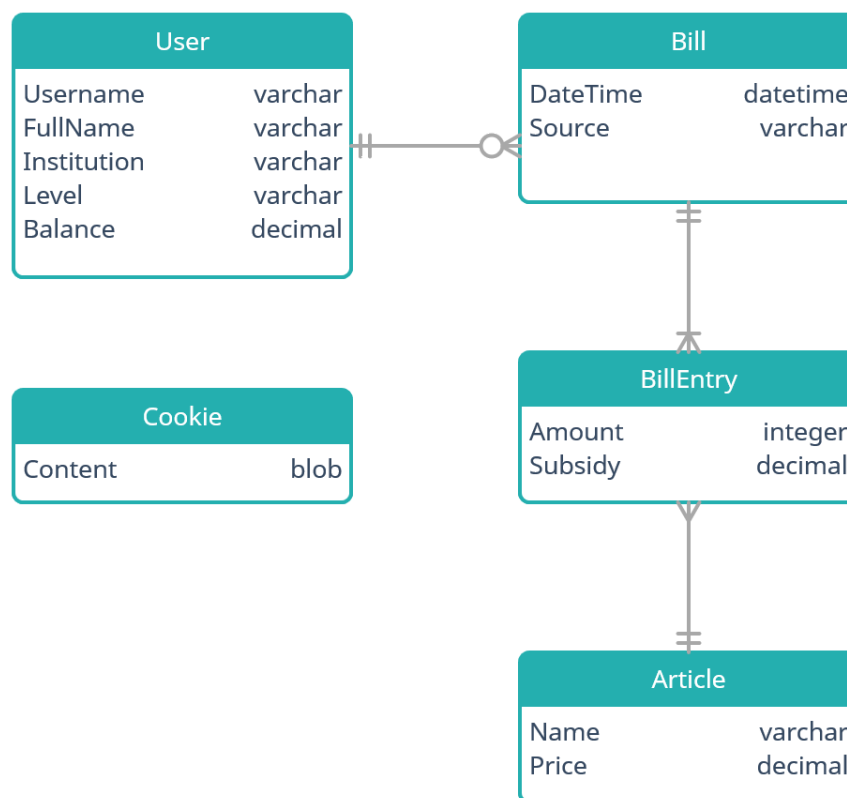 User
Username varchar
FullName varchar
Institution varchar
Level varchar
Balance decimal
Bill
DateTime datetime
Source varchar
Cookie
Content blob
BillEntry
Amount integer
Subsidy decimal
Article
Name varchar
Price decimal